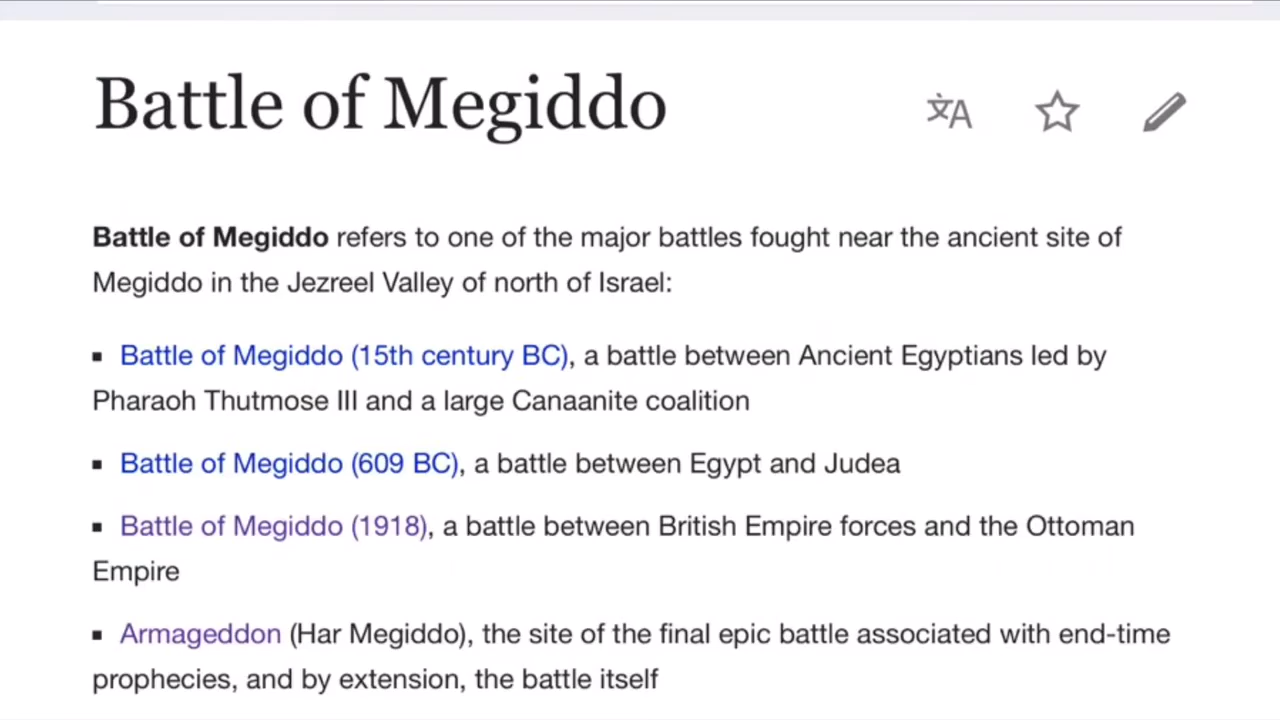 Battle of Megiddo
Battle of Megiddo refers to one of the major battles fought near the ancient site of
Megiddo in the Jezreel Valley of north of Israel:
▪ Battle of Megiddo (15th century BC), a battle between Ancient Egyptians led by
Pharaoh Thutmose III and a large Canaanite coalition
▪ Battle of Megiddo (609 BC), a battle between Egypt and Judea
▪ Battle of Megiddo (1918), a battle between British Empire forces and the Ottoman
Empire
▪ Armageddon (Har Megiddo), the site of the final epic battle associated with end-time
prophecies, and by extension, the battle itself